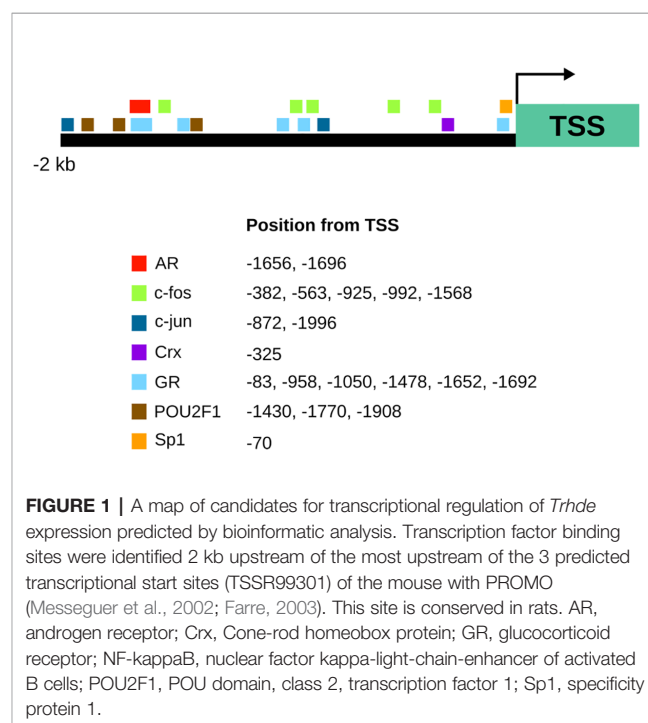 TSS
-2 kb
Position from TSS
AR -1656, -1696
c-fos -382, -563, -925, -992, -1568
c-jun -872, -1996
Crx -325
GR -83, -958, -1050, -1478, -1652, -1692
POU2F1 -1430, -1770, -1908
Sp1 -70
FIGURE 1 | A map of candidates for transcriptional regulation of Trhde
expression predicted by bioinformatic analysis. Transcription factor binding
sites were identified 2 kb upstream of the most upstream of the 3 predicted
transcriptional start sites (TSSR99301) of the mouse with PROMO
(Messeguer et al., 2002; Farre, 2003). This site is conserved in rats. AR,
androgen receptor; Crx, Cone-rod homeobox protein; GR, glucocorticoid
receptor; NF-kappaB, nuclear factor kappa-light-chain-enhancer of activated
B cells; POU2F1, POU domain, class 2, transcription factor 1; Sp1, specificity
protein 1.